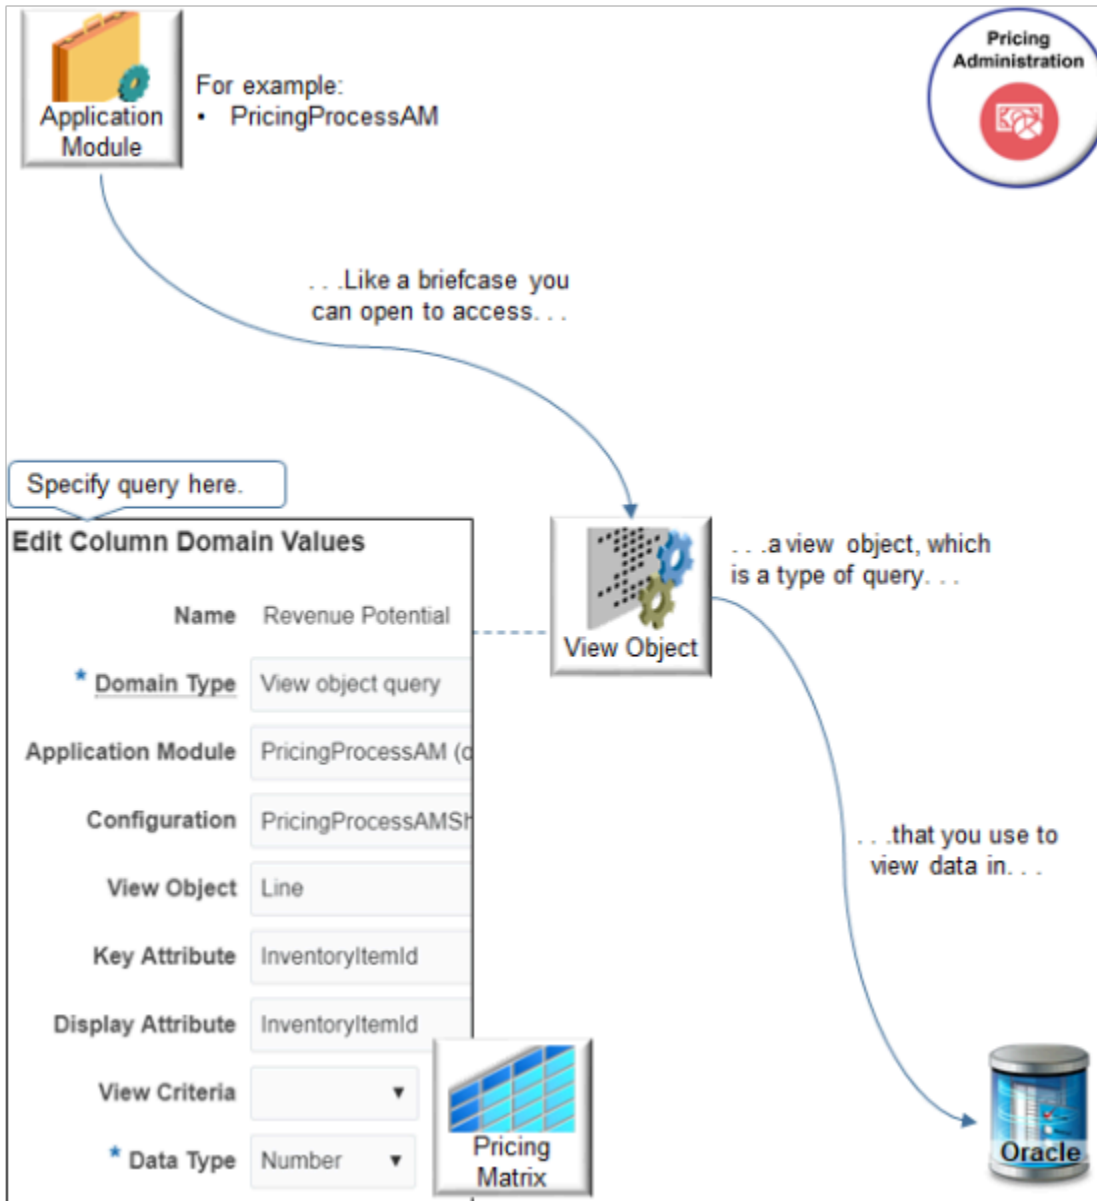 Pricing
Administration
Application
Module
For example:
• PricingProcessAM
. . .Like a briefcase you
can open to access. . .
Specify query here.
Edit Column Domain Values
Name Revenue Potential
* Domain Type View object query
Application Module PricingProcessAM (o
Configuration PricingProcessAMSh
View Object Line
Key Attribute InventoryItemId
Display Attribute InventoryItemId
View Criteria
* Data Type Number
Pricing
Matrix
View Object
. . .a view object, which
is a type of query. . .
. . .that you use to
view data in. . .
Oracle